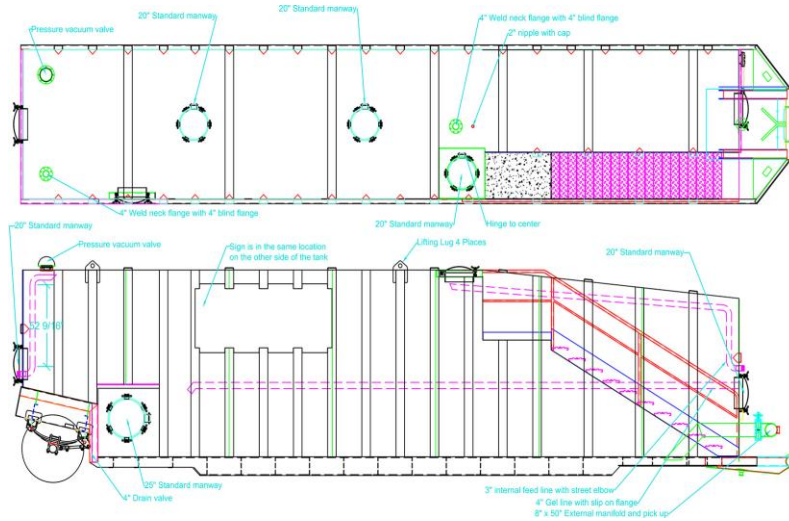 20" Standard manway
20" Standard manway
4" Weld neck flange with 4" blind flange
Pressure vacuum valve
2" nipple with cap
4" Weld neck flange with 4" blind flange
20" Standard manway
Hinge to center
20" Standard manway
Pressure vacuum valve
Sign is in the same location
on the other side of the tank
Lifting Lug 4 Places
20" Standard manway
52 9/16"
25" Standard manway
4" Drain valve
3" internal feed line with street elbow
4" Gel line with slip on flange
8" x 50" External manifold and pick up